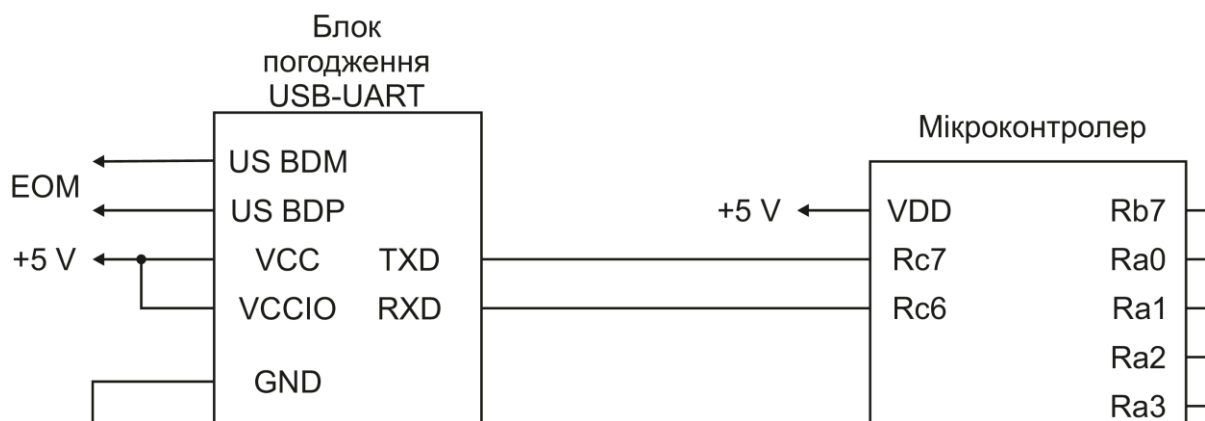 Блок
погодження
USB-UART
Мікроконтролер
US BDM
EOM
US BDP
+5 V
VDD
Rb7
+5 V
VCC
TXD
Rc7
Ra0
VCCIO
RXD
Rc6
Ra1
Ra2
GND
Ra3